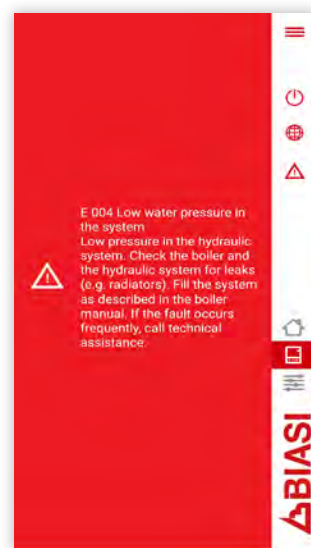 E 004 Low water pressure in
the system
Low pressure in the hydraulic
system. Check the boiler and
the hydraulic system for leaks
(e.g. radiators). Fill the system
as described in the boiler
manual. If the fault occurs
frequently, call technical
assistance.
BIASI